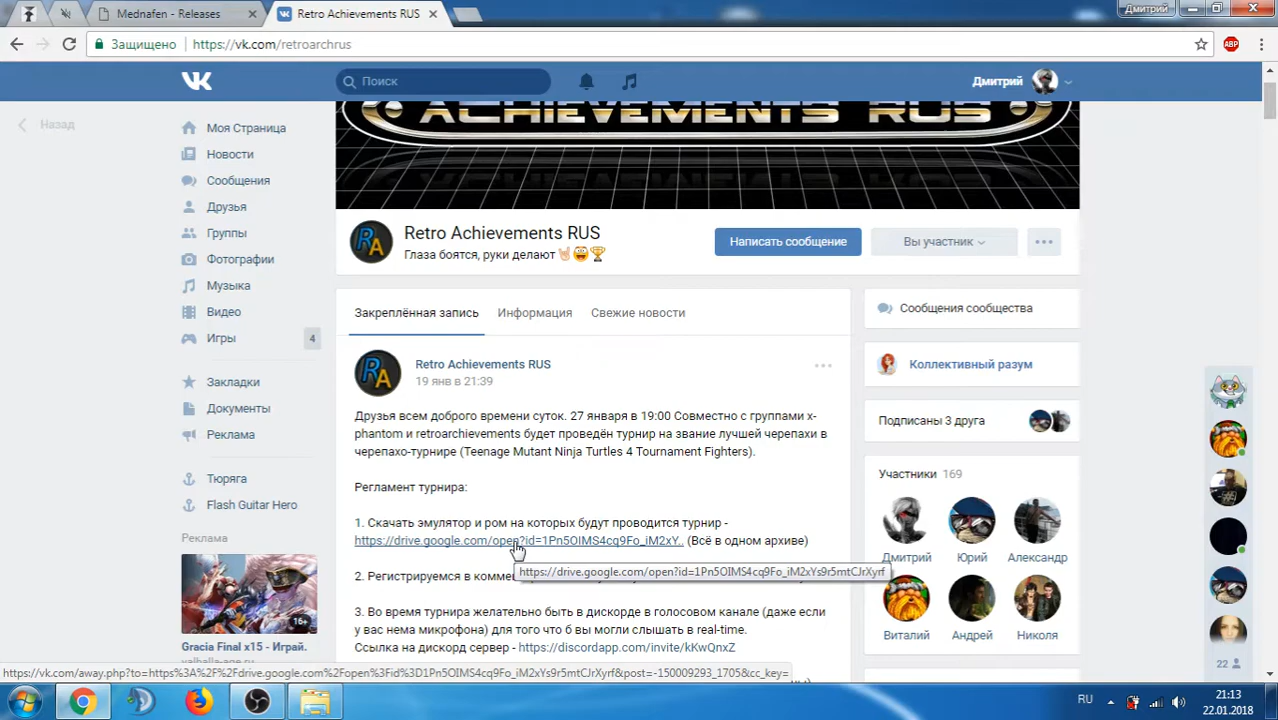 Mednafen - Releases
Retro Achievements RUS
Дмитрий
Защищено
https://vk.com/retroarchrus
ABP
Поиск
Дмитрий
Назад
ACHIEVEMENTS RUS
Моя Страница
Новости
Сообщения
Друзья
Группы
Фотографии
Музыка
Видео
Игры
4
Закладки
Документы
Реклама
Тюряга
Flash Guitar Hero
Реклама
16+
Gracia Final x15 - Играй.
RA
Retro Achievements RUS
Глаза боятся, руки делают
Написать сообщение
Вы участник
Закреплённая запись
Информация
Свежие новости
RA
Retro Achievements RUS
19 янв в 21:39
Друзья всем доброго времени суток. 27 января в 19:00 Совместно с группами x-
phantom и retroarchievements будет проведён турнир на звание лучшей черепахи в
черепахо-турнире (Teenage Mutant Ninja Turtles 4 Tournament Fighters).
Регламент турнира:
1. Скачать эмулятор и ром на которых будут проводится турнир -
https://drive.google.com/open?id=1Pn5OIMS4cq9Fo_iM2xY.. (Всё в одном архиве)
https://drive.google.com/open?id=1Pn5OIMS4cq9Fo_iM2xYs9r5mtCJrXyrf
2. Регистрируемся в
3. Во время турнира желательно быть в дискорде в голосовом канале (даже если
у вас нема микрофона) для того что б вы могли слышать в real-time.
Ссылка на дискорд сервер - https://discordapp.com/invite/kKwQnxZ
Сообщения сообщества
Коллективный разум
Подписаны 3 друга
Участники 169
Дмитрий
Юрий
Александр
Виталий
Андрей
Николя
22
https://vk.com/away.php?to=https%3A%2F%2Fdrive.google.com%2Fopen%3Fid%3D1Pn5OIMS4cq9Fo_iM2xYs9r5mtCJrXyrf&post=-150009293_1705&cc_key=
RU
21:13
22.01.2018